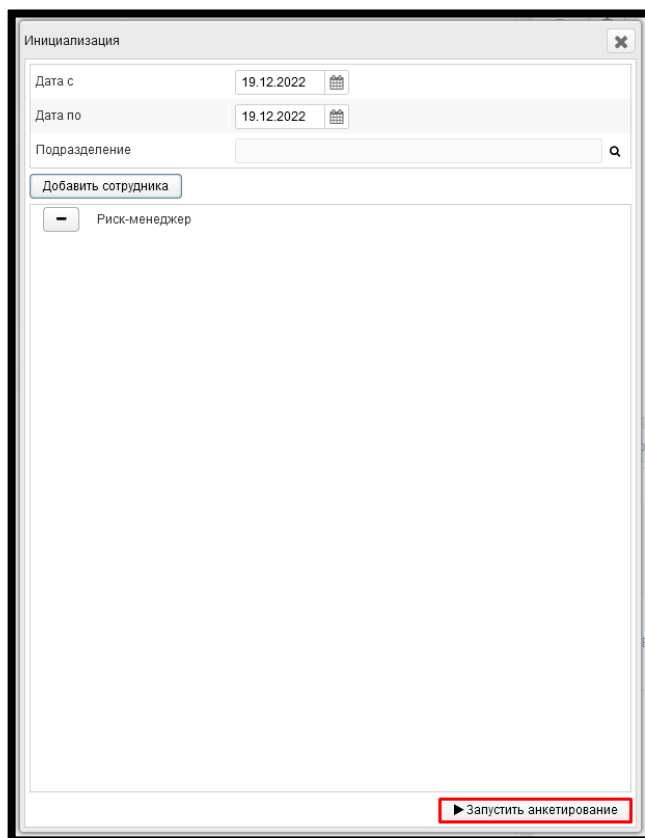 Инициализация
Дата с 19.12.2022
Дата по 19.12.2022
Подразделение
Добавить сотрудника
Риск-менеджер
Запустить анкетирование